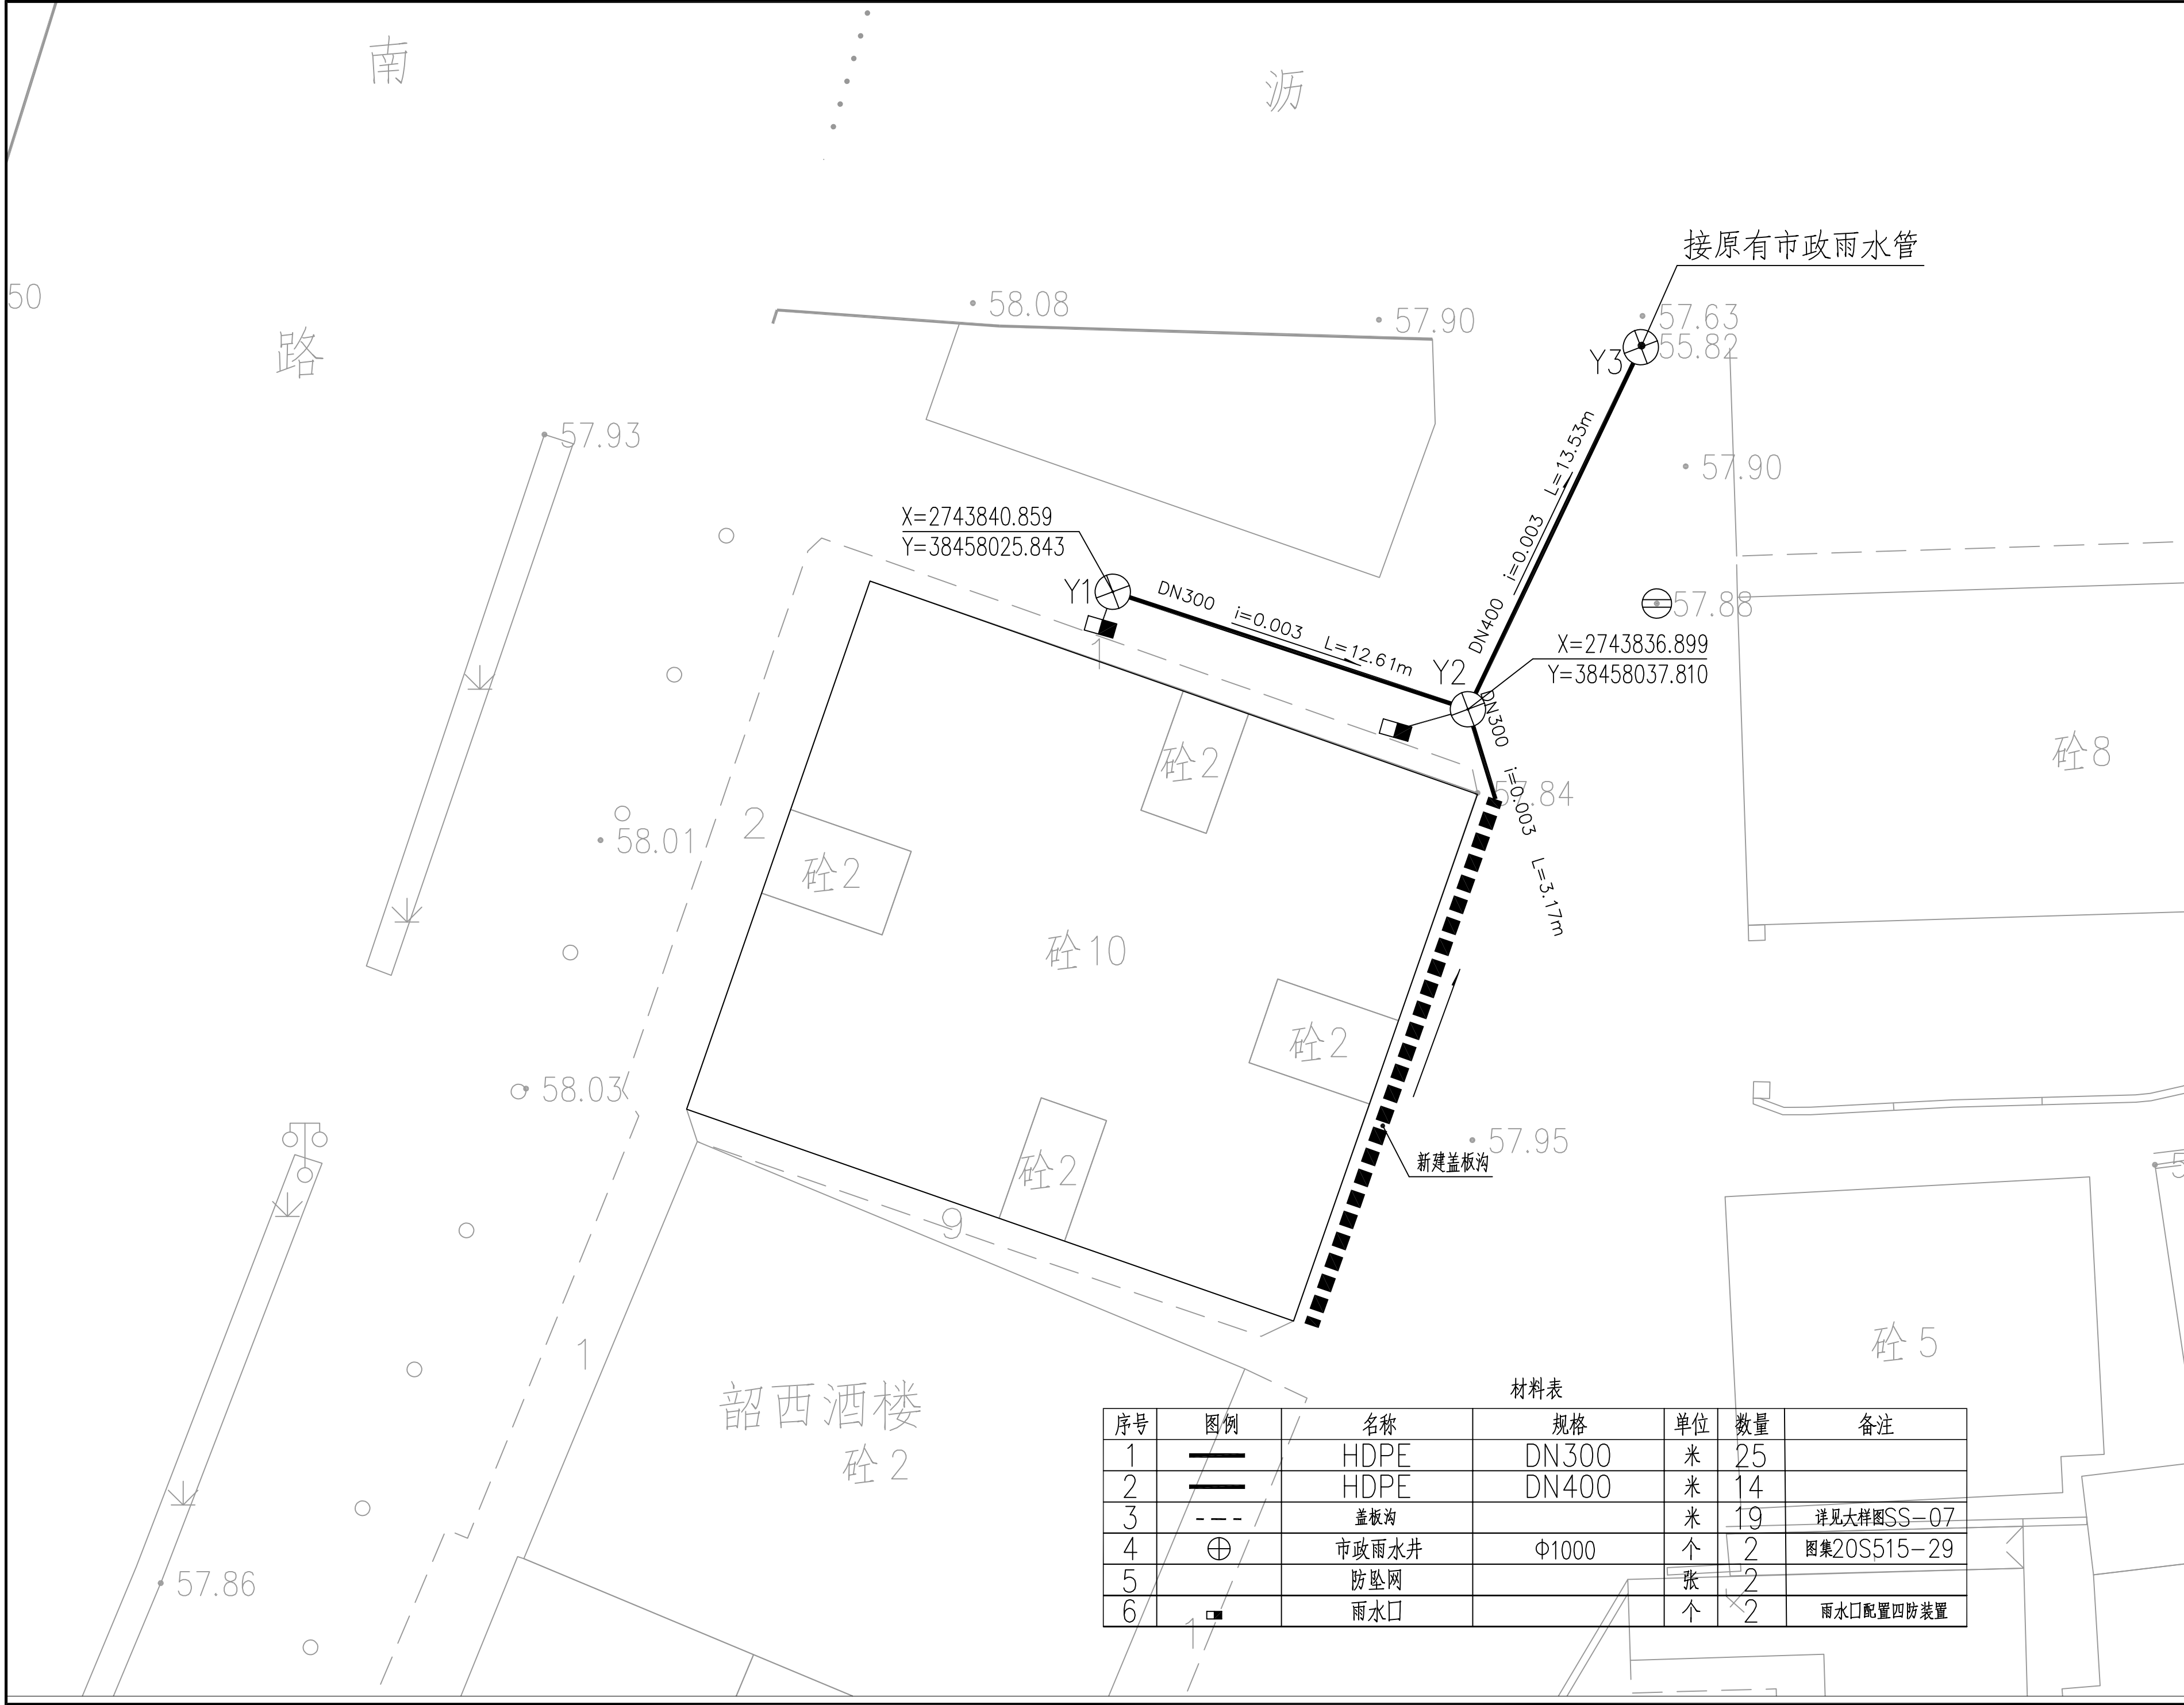 南
沥
接原有市政雨水管
50
58.08
57.90
57.63
Y3
55.82
路
57.93
57.90
X=2743840.859
Y=38458025.843
Y1
DN300 i=0.003 L=12.61m
DN400 i=0.003 L=13.53m
57.88
1
X=2743836.899
Y=38458037.810
Y2
DN300 i=0.003 L=3.17m
砼2
砼8
57.84
2
58.01
砼2
砼10
砼2
58.03
57.95
新建盖板沟
砼2
9
1
砼5
韶西酒楼
砼2
57.86
1
5
材料表
序号 图例 名称 规格 单位 数量 备注
1 HDPE DN300 米 25
2 HDPE DN400 米 14
3 盖板沟 米 19 详见大样图SS-07
4 市政雨水井 Φ1000 个 2 图集20S515-29
5 防坠网 张 2
6 雨水口 个 2 雨水口配置四防装置